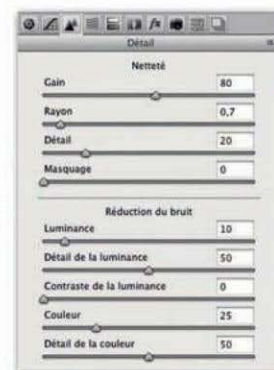 Détail
Netteté
Gain 80
Rayon 0,7
Détail 20
Masquage 0
Réduction du bruit
Luminance 10
Détail de la luminance 50
Contraste de la luminance 0
Couleur 25
Détail de la couleur 50